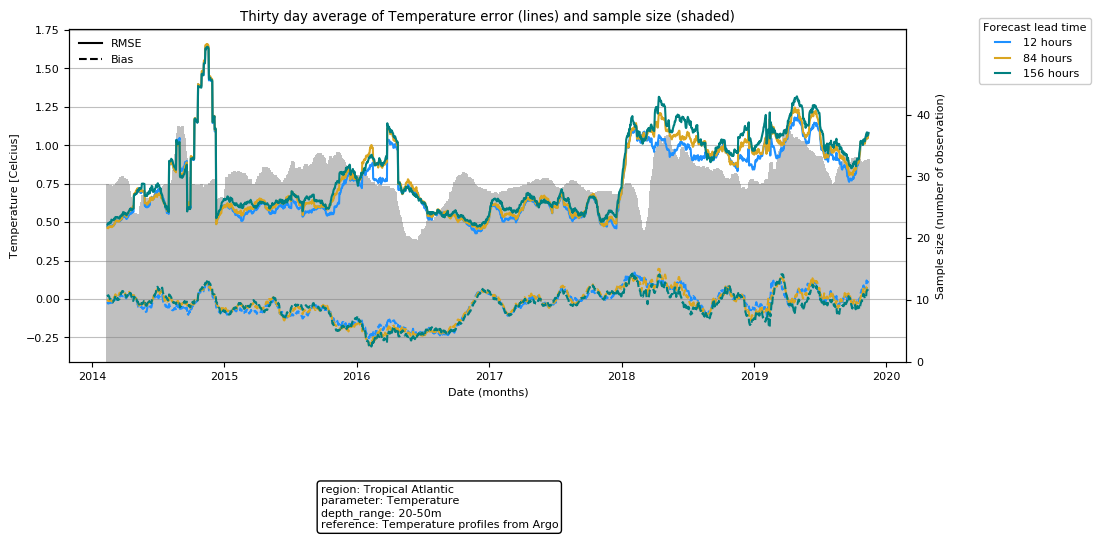 Thirty day average of Temperature error (lines) and sample size (shaded)
RMSE
Bias
Forecast lead time
12 hours
84 hours
156 hours
Temperature [Celcius]
1.75
1.50
1.25
1.00
0.75
0.50
0.25
0.00
−0.25
Sample size (number of observation)
40
30
20
10
0
2014
2015
2016
2017
2018
2019
2020
Date (months)
region: Tropical Atlantic
parameter: Temperature
depth_range: 20-50m
reference: Temperature profiles from Argo